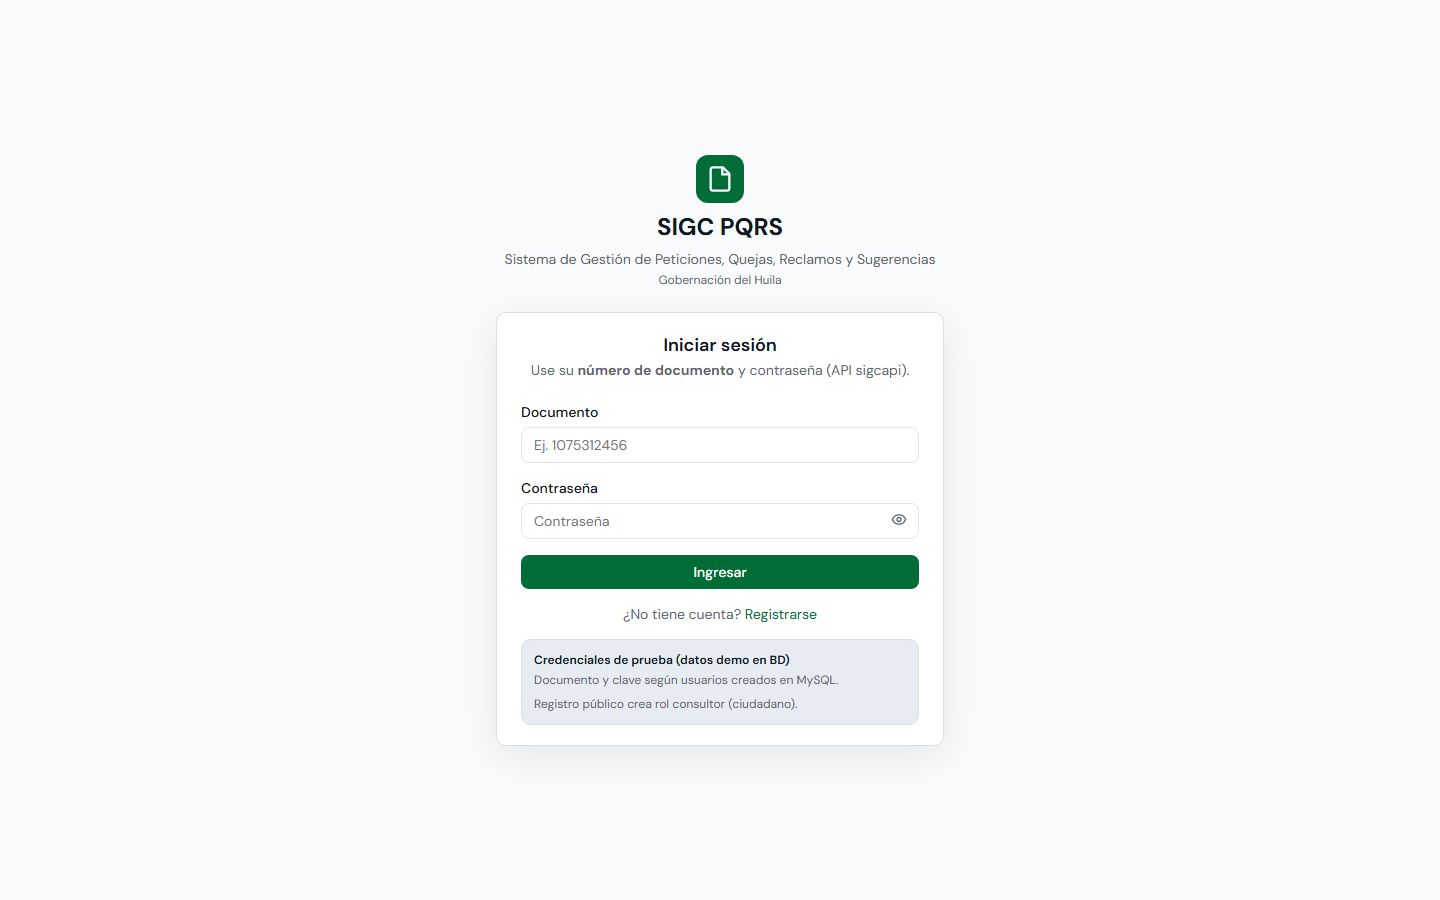 SIGC PQRS
Sistema de Gestión de Peticiones, Quejas, Reclamos y Sugerencias
Gobernación del Huila
Iniciar sesión
Use su número de documento y contraseña (API sigcapi).
Documento
Ej. 1075312456
Contraseña
Contraseña
Ingresar
¿No tiene cuenta? Registrarse
Credenciales de prueba (datos demo en BD)
Documento y clave según usuarios creados en MySQL.
Registro público crea rol consultor (ciudadano).